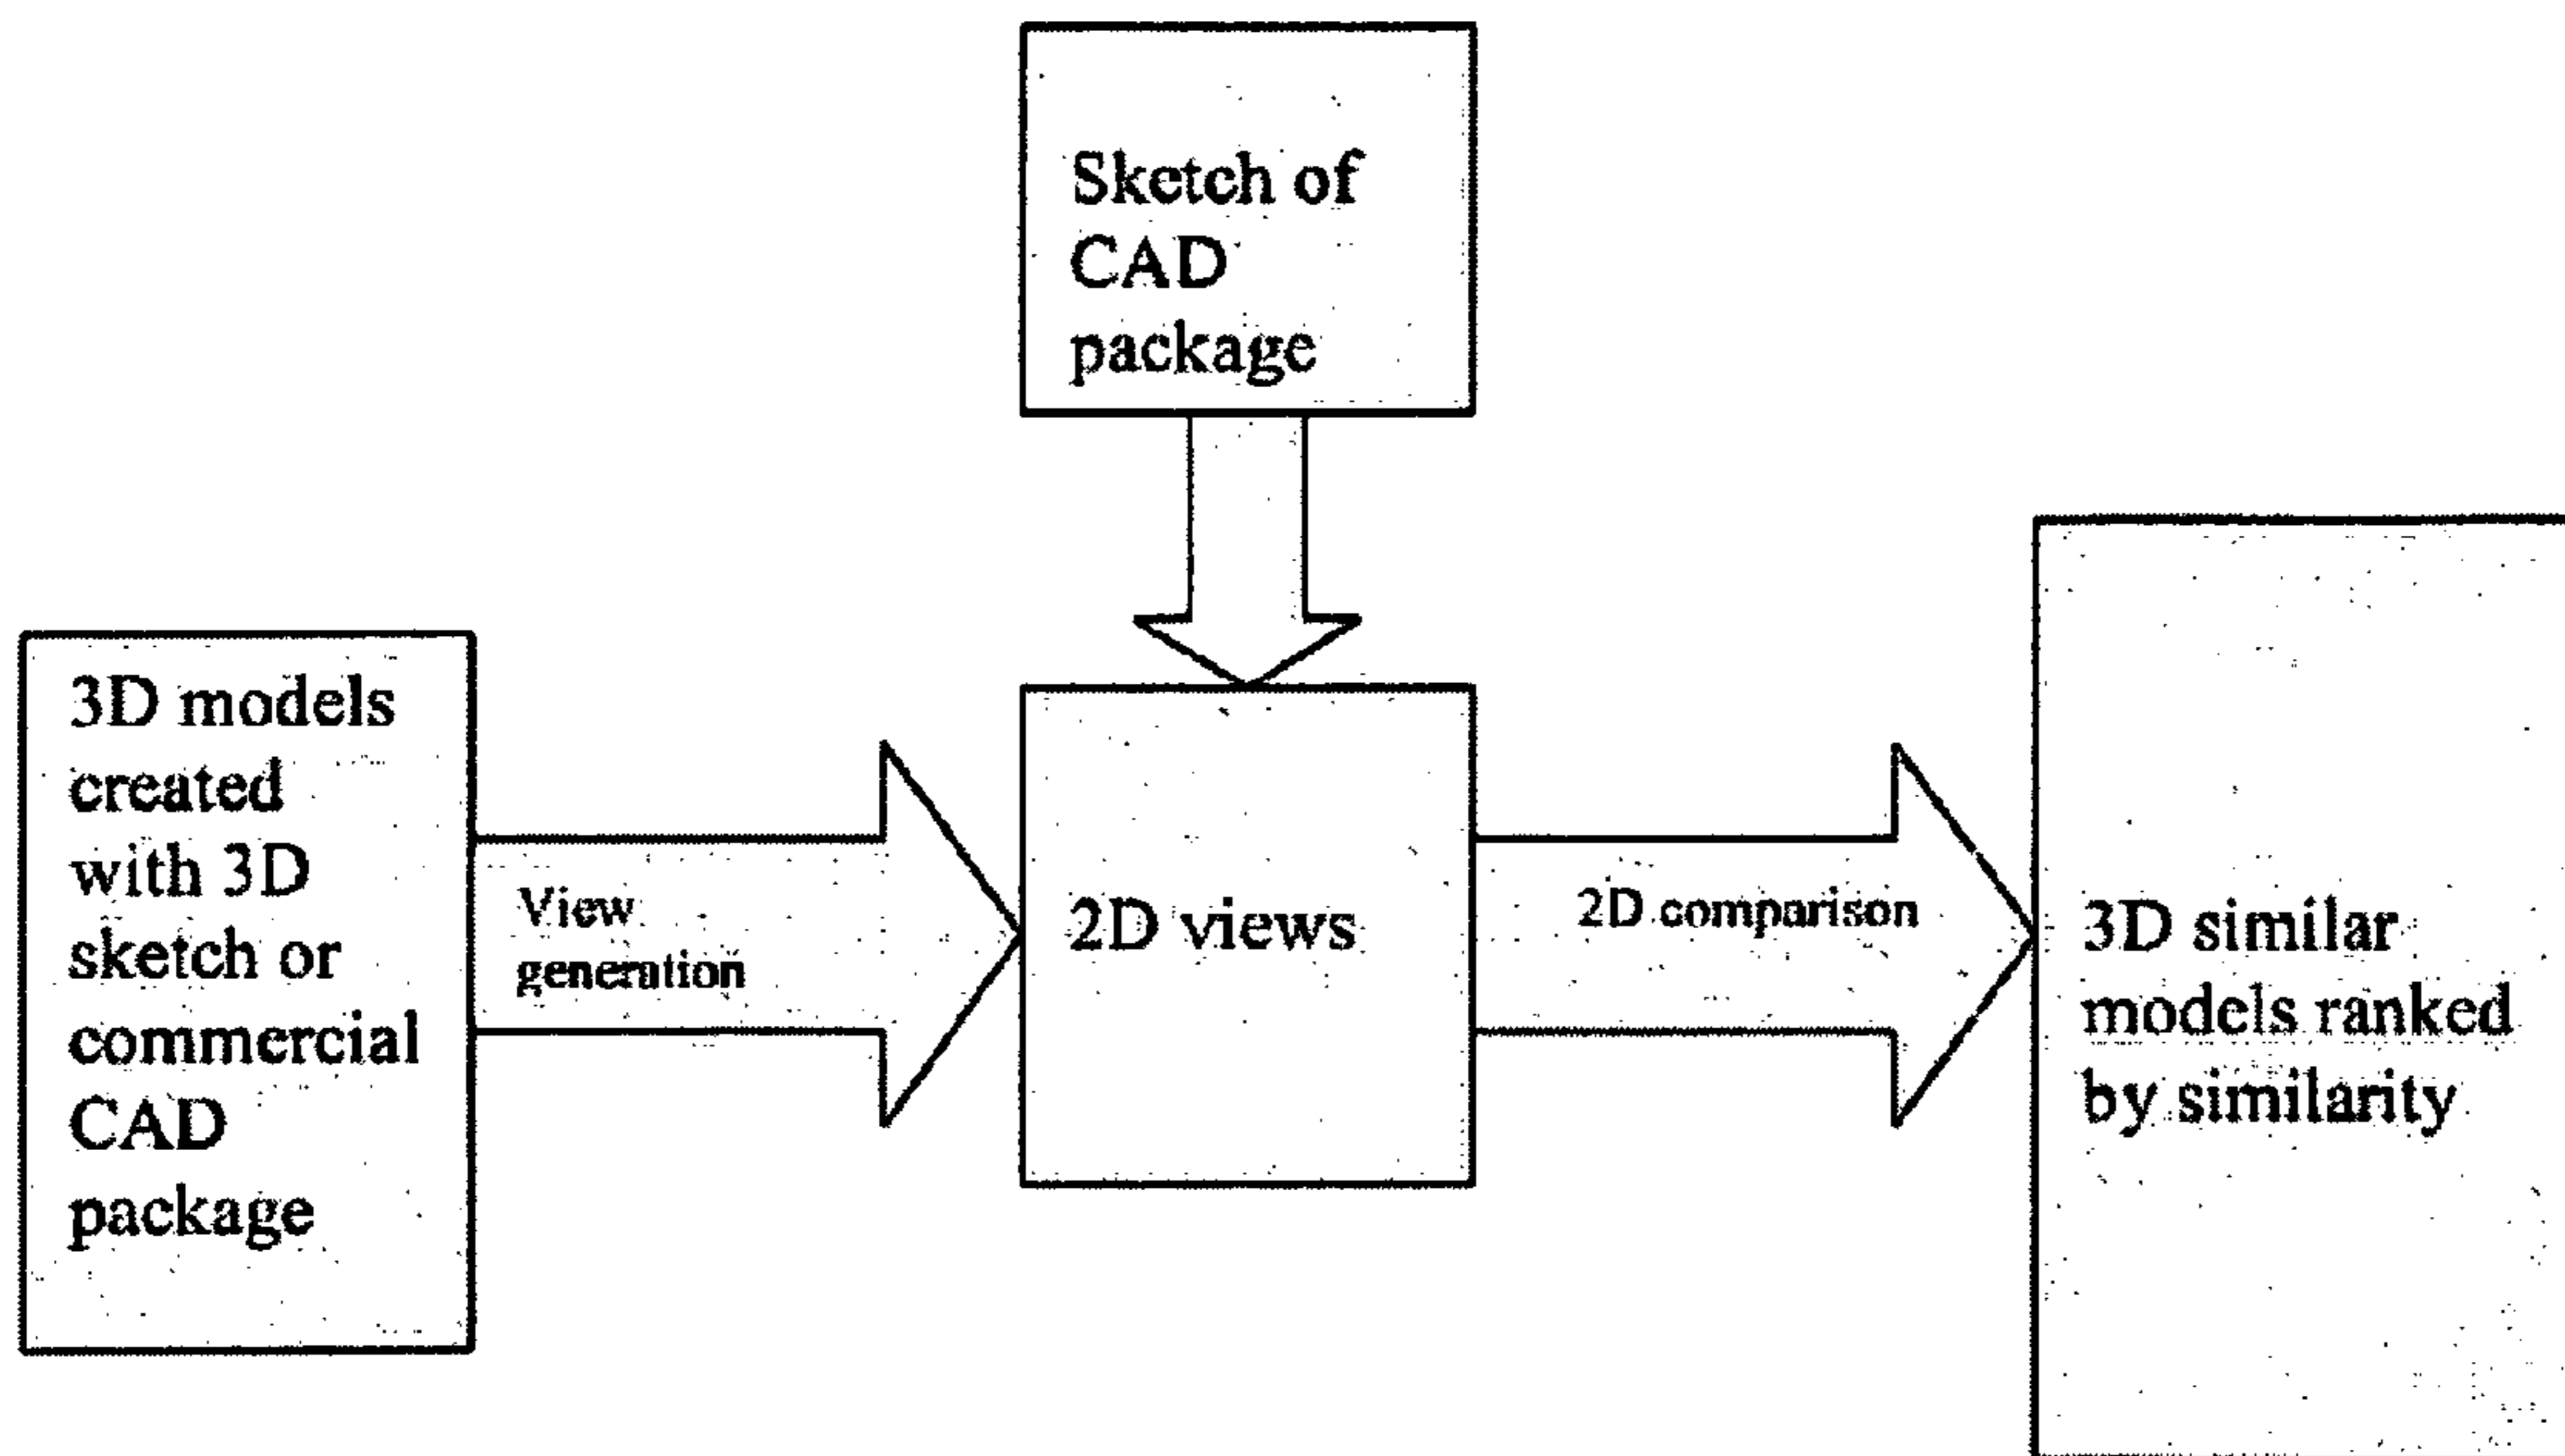 Sketch of
CAD
package
3D models
created
with 3D
sketch or
commercial
CAD
package
View
generation
2D views
2D comparison
3D similar
models ranked
by similarity